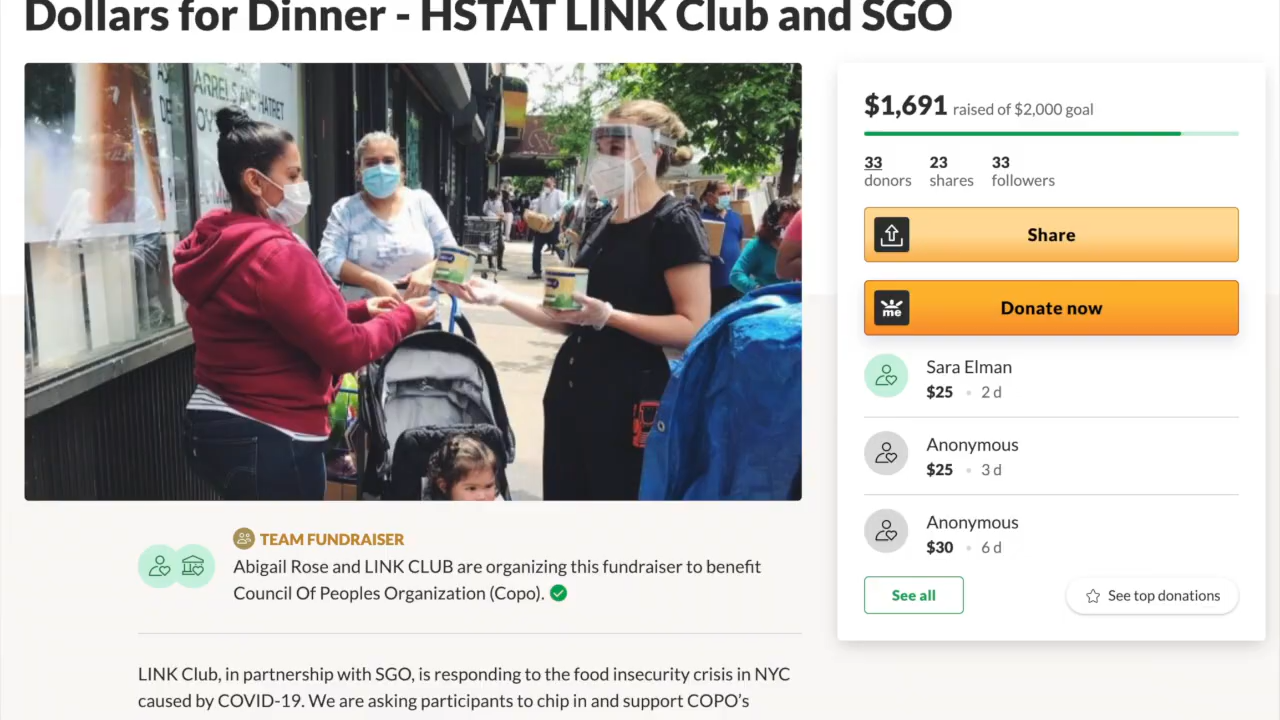 Dollars for Dinner - HSTAT LINK Club and SGO
ARRELS AND HATRET
$1,691 raised of $2,000 goal
33 donors
23 shares
33 followers
Share
me
Donate now
Sara Elman
$25 • 2 d
Anonymous
$25 • 3 d
Anonymous
$30 • 6 d
See all
See top donations
TEAM FUNDRAISER
Abigail Rose and LINK CLUB are organizing this fundraiser to benefit
Council Of Peoples Organization (Copo).
LINK Club, in partnership with SGO, is responding to the food insecurity crisis in NYC
caused by COVID-19. We are asking participants to chip in and support COPO’s